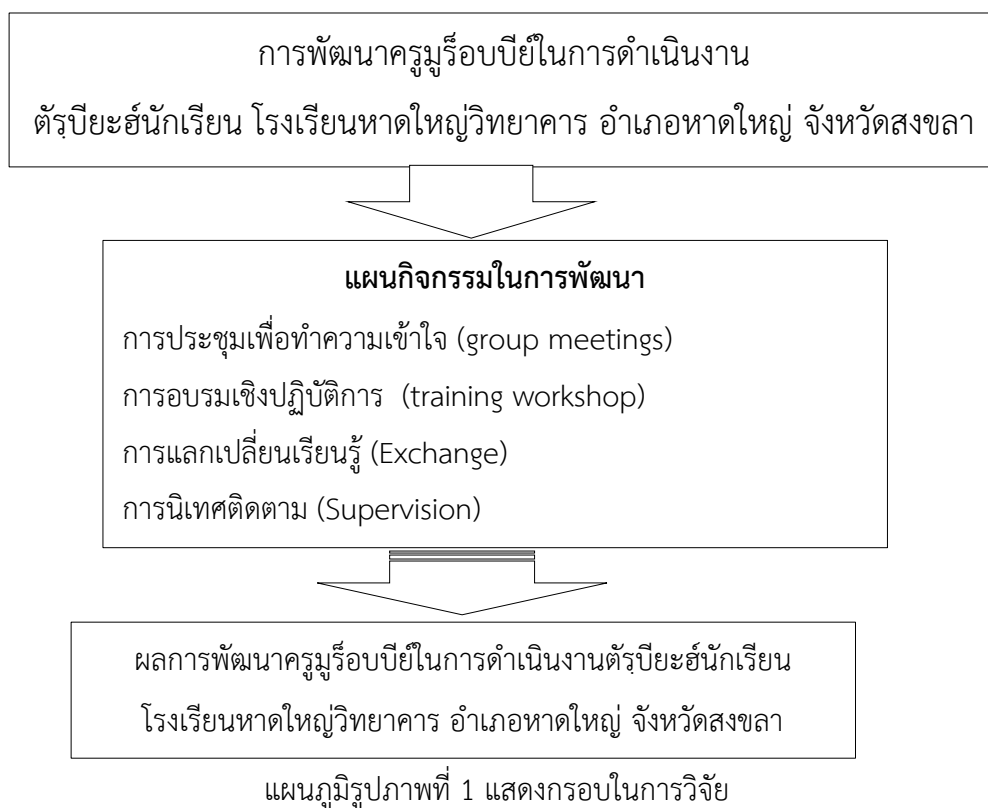 การพัฒนาครูมูร็อบบีย์ในการดำเนินงาน
ตัรฺบียะฮ์นักเรียน โรงเรียนหาดใหญ่วิทยาคาร อำเภอหาดใหญ่ จังหวัดสงขลา
แผนกิจกรรมในการพัฒนา
การประชุมเพื่อทำความเข้าใจ (group meetings)
การอบรมเชิงปฏิบัติการ (training workshop)
การแลกเปลี่ยนเรียนรู้ (Exchange)
การนิเทศติดตาม (Supervision)
ผลการพัฒนาครูมูร็อบบีย์ในการดำเนินงานตัรฺบียะฮ์นักเรียน
โรงเรียนหาดใหญ่วิทยาคาร อำเภอหาดใหญ่ จังหวัดสงขลา
แผนภูมิรูปภาพที่ 1 แสดงกรอบในการวิจัย